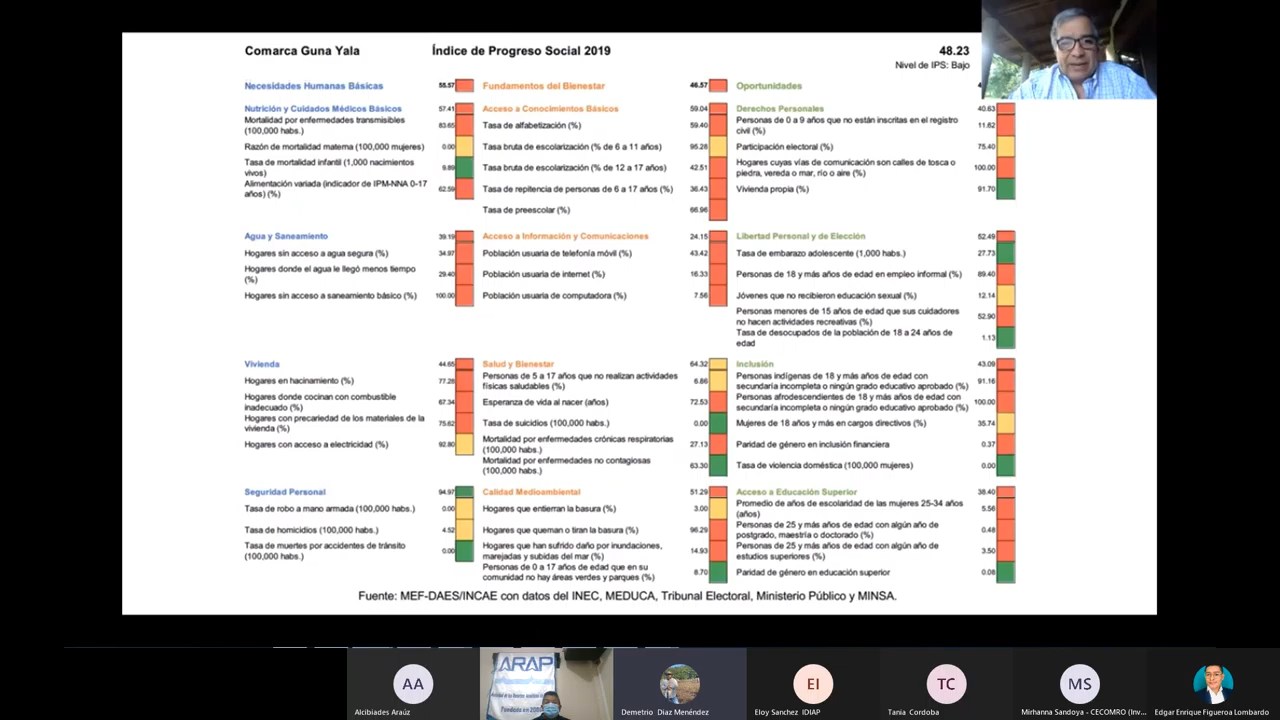 Comarca Guna Yala
Índice de Progreso Social 2019
48.23
Nivel de IPS: Bajo
Necesidades Humanas Básicas 55.57
Nutrición y Cuidados Médicos Básicos 57.41
Mortalidad por enfermedades transmisibles
(100,000 habs.) 83.65
Razón de mortalidad materna (100,000 mujeres) 0.00
Tasa de mortalidad infantil (1,000 nacimientos
vivos) 9.89
Alimentación variada (indicador de IPM-NNA 0-17
años) (%) 62.59
Agua y Saneamiento 39.19
Hogares sin acceso a agua segura (%) 34.97
Hogares donde el agua le llegó menos tiempo
(%) 29.40
Hogares sin acceso a saneamiento básico (%) 100.00
Vivienda 44.65
Hogares en hacinamiento (%) 77.28
Hogares donde cocinan con combustible
inadecuado (%) 67.34
Hogares con precariedad de los materiales de la
vivienda (%) 75.62
Hogares con acceso a electricidad (%) 92.80
Seguridad Personal 94.97
Tasa de robo a mano armada (100,000 habs.) 0.00
Tasa de homicidios (100,000 habs.) 4.52
Tasa de muertes por accidentes de tránsito
(100,000 habs.) 0.00
Fundamentos del Bienestar 46.57
Acceso a Conocimientos Básicos 59.04
Tasa de alfabetización (%) 59.40
Tasa bruta de escolarización (% de 6 a 11 años) 95.28
Tasa bruta de escolarización (% de 12 a 17 años) 42.51
Tasa de repitencia de personas de 6 a 17 años (%) 36.43
Tasa de preescolar (%) 66.96
Acceso a Información y Comunicaciones 24.15
Población usuaria de telefonía móvil (%) 43.42
Población usuaria de internet (%) 16.33
Población usuaria de computadora (%) 7.56
Salud y Bienestar 64.32
Personas de 5 a 17 años que no realizan actividades
físicas saludables (%) 6.86
Esperanza de vida al nacer (años) 72.53
Tasa de suicidios (100,000 habs.) 0.00
Mortalidad por enfermedades crónicas respiratorias
(100,000 habs.) 27.13
Mortalidad por enfermedades no contagiosas
(100,000 habs.) 63.30
Calidad Medioambiental 51.29
Hogares que entierran la basura (%) 3.00
Hogares que queman o tiran la basura (%) 96.29
Hogares que han sufrido daño por inundaciones,
marejadas y subidas del mar (%) 14.93
Personas de 0 a 17 años de edad que en su
comunidad no hay áreas verdes y parques (%) 8.70
Oportunidades
Derechos Personales 40.63
Personas de 0 a 9 años que no están inscritas en el registro
civil (%) 11.62
Participación electoral (%) 75.40
Hogares cuyas vías de comunicación son calles de tosca o
piedra, vereda o mar, río o aire (%) 100.00
Vivienda propia (%) 91.70
Libertad Personal y de Elección 52.49
Tasa de embarazo adolescente (1,000 habs.) 27.73
Personas de 18 y más años de edad en empleo informal (%) 89.40
Jóvenes que no recibieron educación sexual (%) 12.14
Personas menores de 15 años de edad que sus cuidadores
no hacen actividades recreativas (%) 52.90
Tasa de desocupados de la población de 18 a 24 años de
edad 1.13
Inclusión 43.09
Personas indígenas de 18 y más años de edad con
secundaria incompleta o ningún grado educativo aprobado (%) 91.16
Personas afrodescendientes de 18 y más años de edad con
secundaria incompleta o ningún grado educativo aprobado (%) 100.00
Mujeres de 18 años y más en cargos directivos (%) 35.74
Paridad de género en inclusión financiera 0.37
Tasa de violencia doméstica (100,000 mujeres) 0.00
Acceso a Educación Superior 38.40
Promedio de años de escolaridad de las mujeres 25-34 años
(años) 5.56
Personas de 25 y más años de edad con algún año de
postgrado, maestría o doctorado (%) 0.48
Personas de 25 y más años de edad con algún año de
estudios superiores (%) 3.50
Paridad de género en educación superior 0.08
Fuente: MEF-DAES/INCAE con datos del INEC, MEDUCA, Tribunal Electoral, Ministerio Público y MINSA.
AA
Alcibiades Araúz
ARAP
Demetrio Diaz Menéndez
EI
Eloy Sanchez IDIAP
TC
Tania Cordoba
MS
Mirhanna Sandoya - CECOMRO (Inv...
Edgar Enrique Figueroa Lombardo